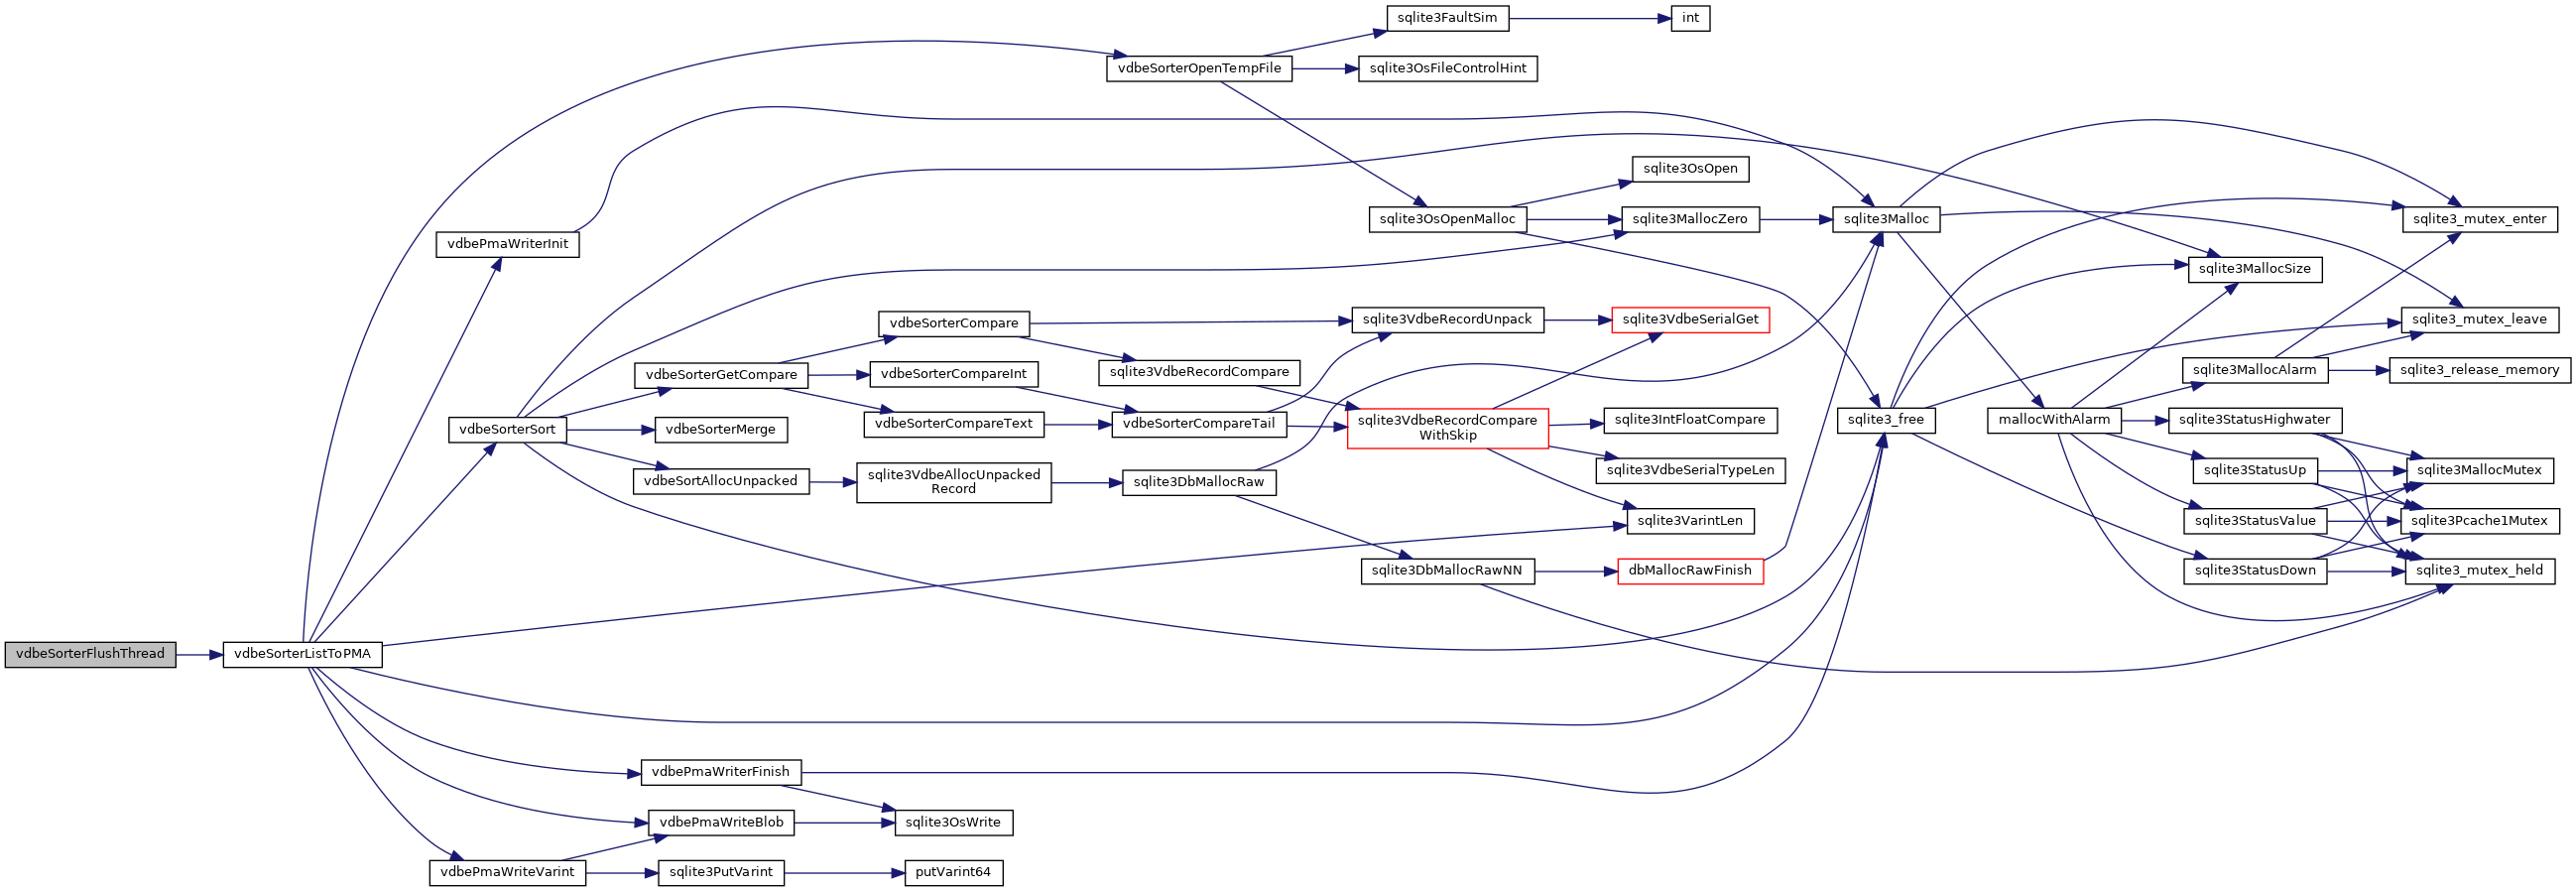 sqlite3FaultSim
int
vdbeSorterOpenTempFile
sqlite3OsFileControlHint
sqlite3OsOpen
sqlite3OsOpenMalloc
sqlite3MallocZero
sqlite3Malloc
sqlite3_mutex_enter
vdbePmaWriterInit
sqlite3MallocSize
vdbeSorterCompare
sqlite3VdbeRecordUnpack
sqlite3VdbeSerialGet
sqlite3_mutex_leave
vdbeSorterGetCompare
vdbeSorterCompareInt
sqlite3VdbeRecordCompare
sqlite3MallocAlarm
sqlite3_release_memory
vdbeSorterSort
vdbeSorterMerge
vdbeSorterCompareText
vdbeSorterCompareTail
sqlite3VdbeRecordCompare
WithSkip
sqlite3IntFloatCompare
sqlite3_free
mallocWithAlarm
sqlite3StatusHighwater
vdbeSortAllocUnpacked
sqlite3VdbeAllocUnpacked
Record
sqlite3DbMallocRaw
sqlite3VdbeSerialTypeLen
sqlite3StatusUp
sqlite3MallocMutex
sqlite3VarintLen
sqlite3StatusValue
sqlite3Pcache1Mutex
sqlite3DbMallocRawNN
dbMallocRawFinish
sqlite3StatusDown
sqlite3_mutex_held
vdbeSorterFlushThread
vdbeSorterListToPMA
vdbePmaWriterFinish
vdbePmaWriteBlob
sqlite3OsWrite
vdbePmaWriteVarint
sqlite3PutVarint
putVarint64